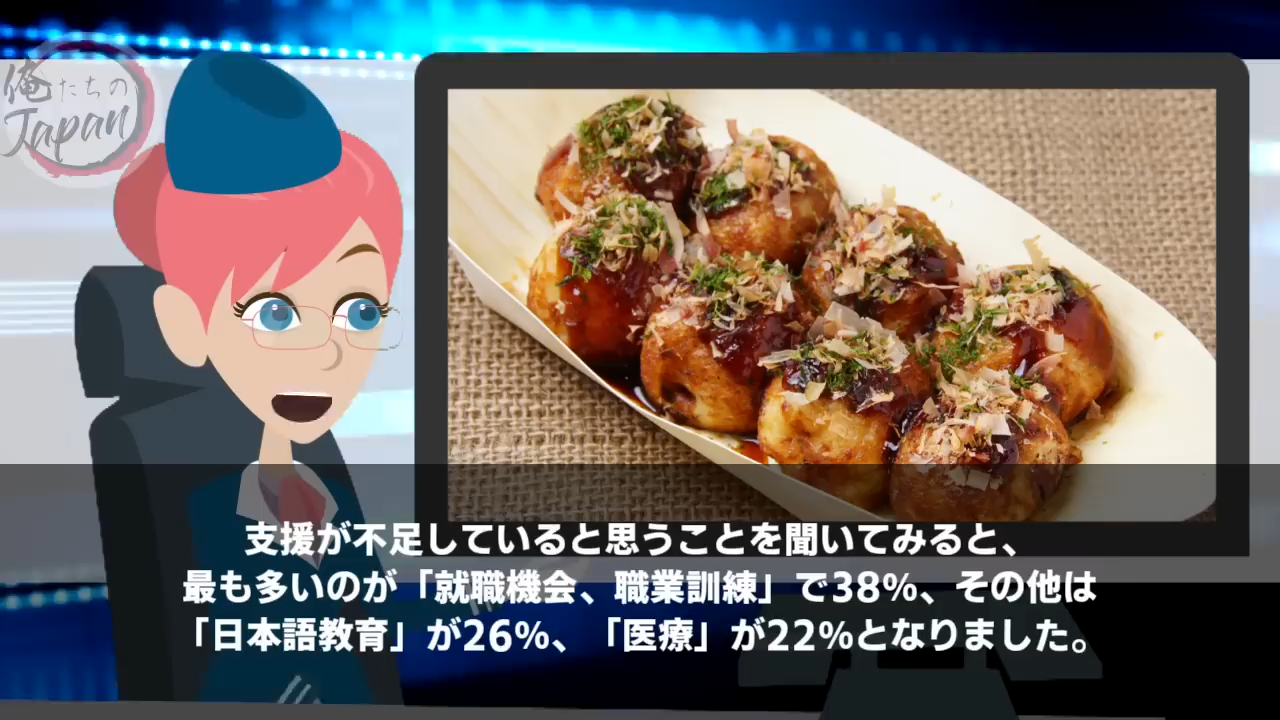 俺たちの
Japan
支援が不足していると思うことを聞いてみると、
最も多いのが「就職機会、職業訓練」で38%、その他は
「日本語教育」が26%、「医療」が22%となりました。